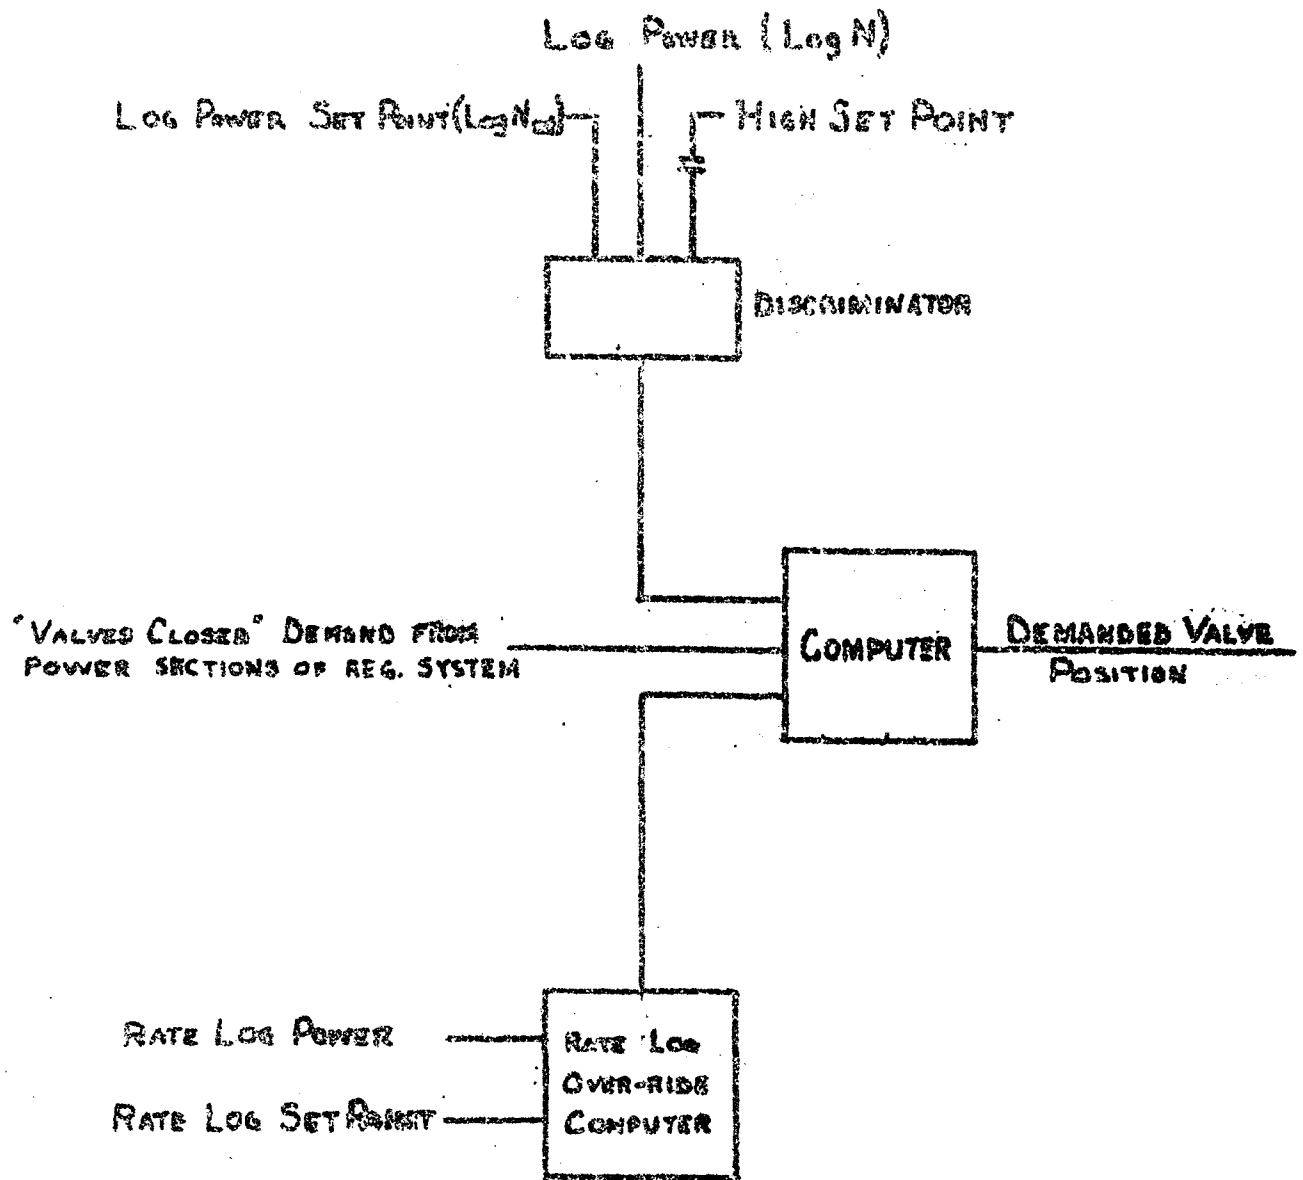 LOG POWER (LOG N)
LOG POWER SET POINT (LOG N
HIGH SET POINT
DISCRIMINATOR
"VALVES CLOSED" DEMAND FROM
POWER SECTIONS OF REG. SYSTEM
COMPUTER
DEMANDED VALVE
POSITION
RATE LOG POWER
RATE LOG SET POINT
RATE LOG
OVER-RIDE
COMPUTER